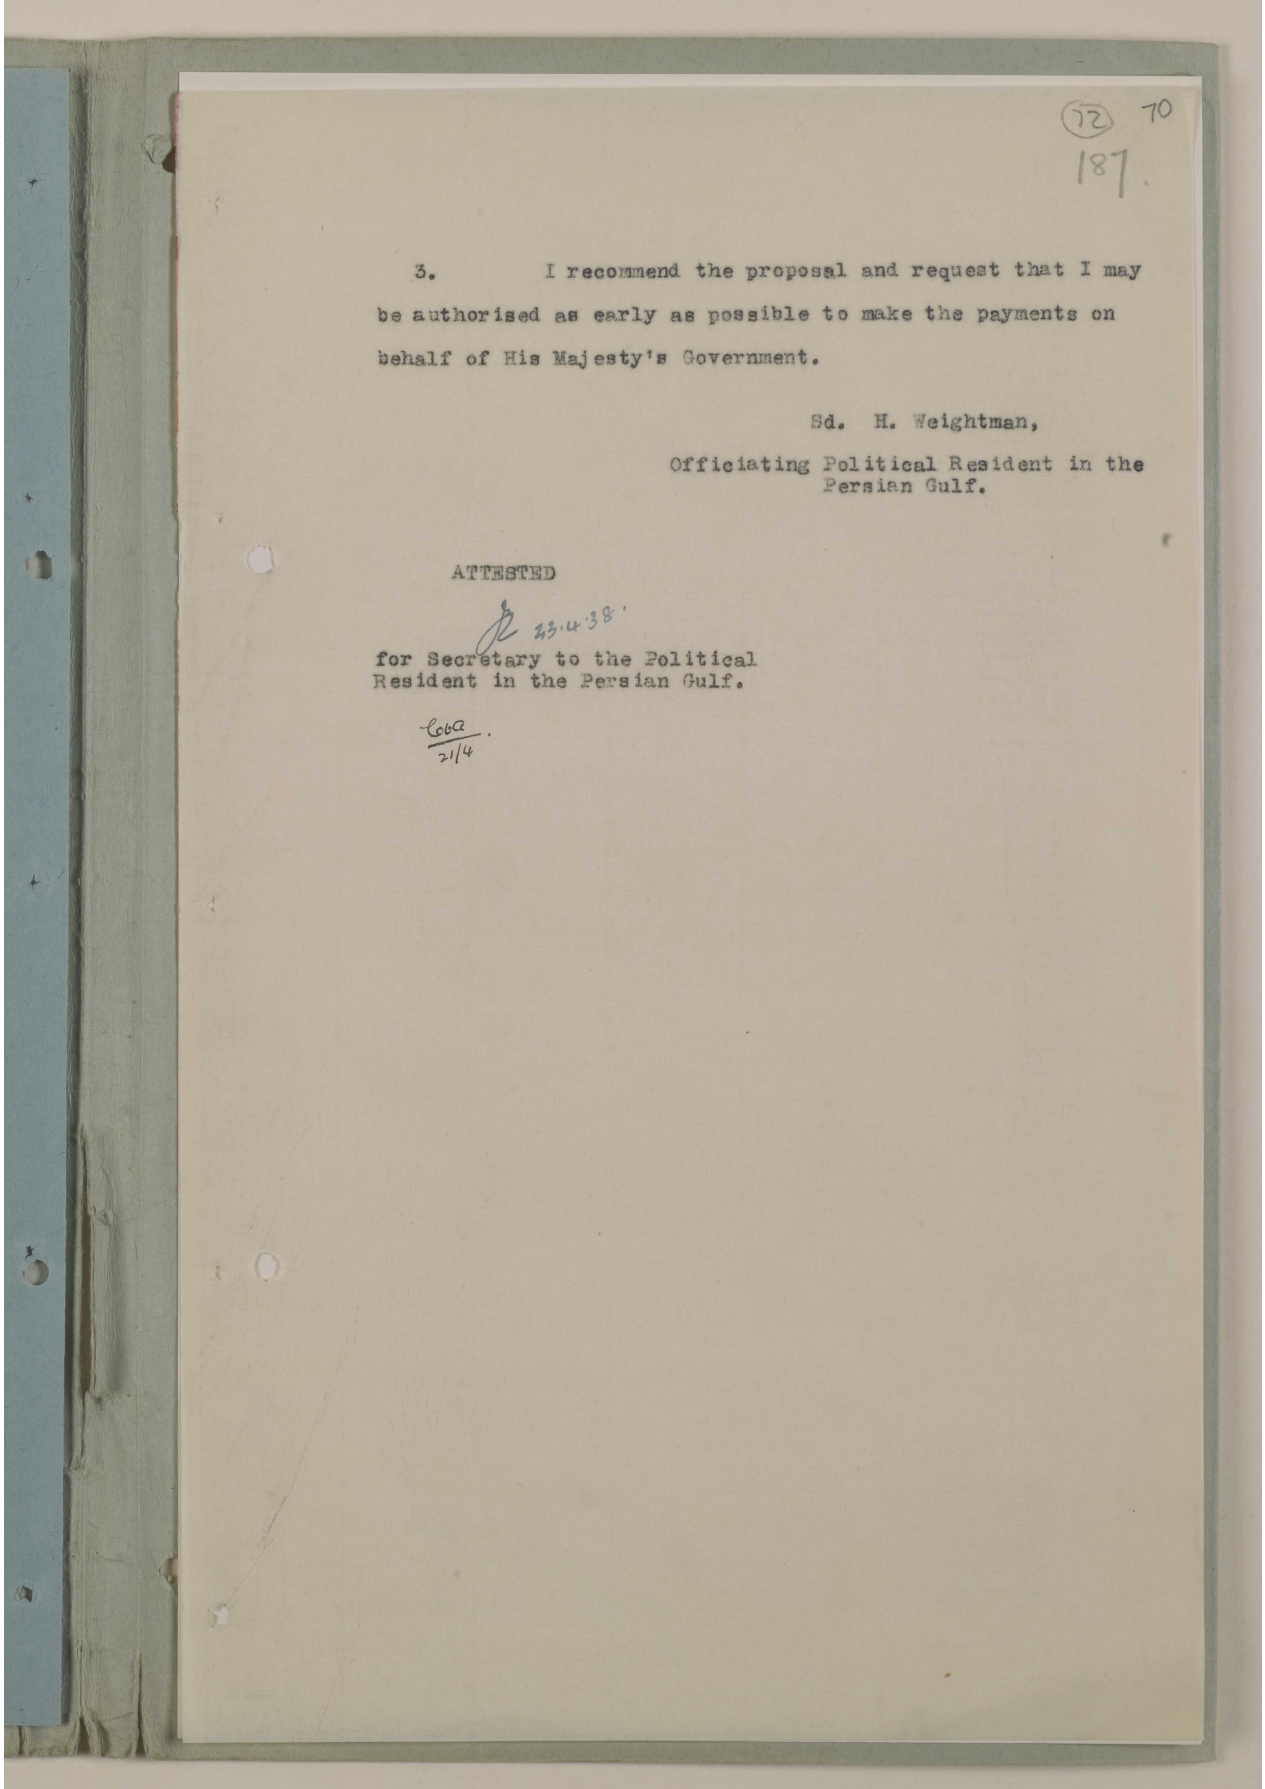 72 70
187.
3. I recommend the proposal and request that I may
be authorised as early as possible to make the payments on
behalf of His Majesty's Government.
Sd. H. Weightman,
Officiating Political Resident in the
Persian Gulf.
ATTESTED
23.4.38.
for Secretary to the Political
Resident in the Persian Gulf.
21/4